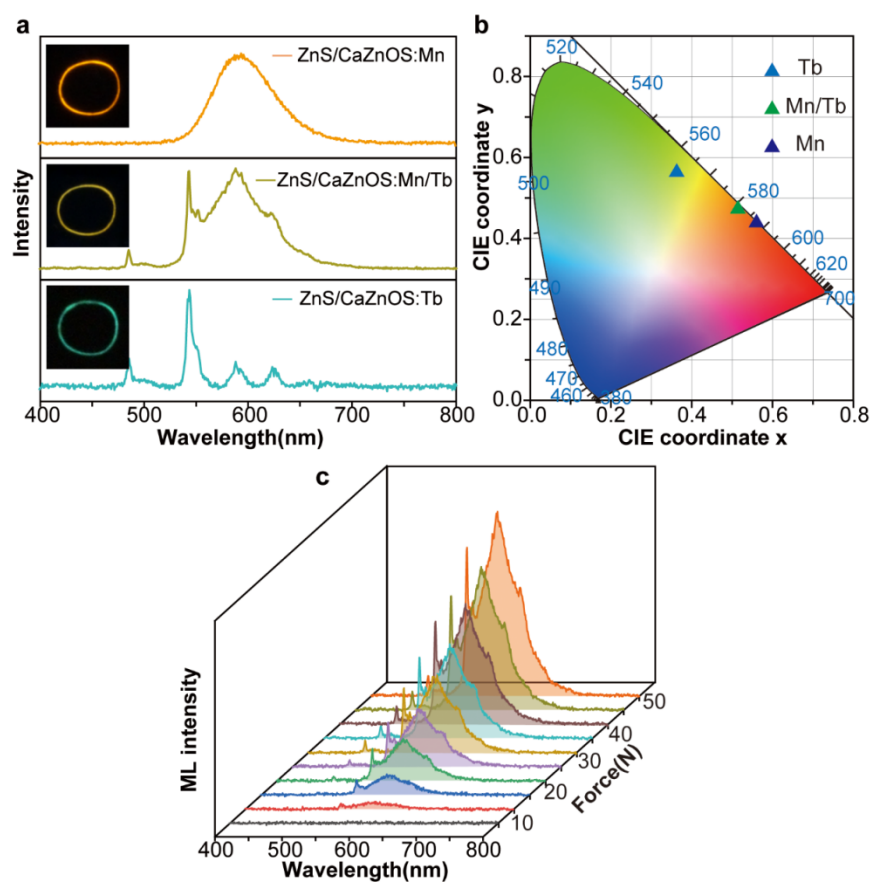 a
ZnS/CaZnOS:Mn
ZnS/CaZnOS:Mn/Tb
ZnS/CaZnOS:Tb
Intensity
400 500 600 700 800
Wavelength(nm)
b
Tb
Mn/Tb
Mn
520
540
560
580
600
620
700
500
490
480
470
460
380
0.8
0.6
0.4
0.2
0.0
CIE coordinate y
0.0 0.2 0.4 0.6 0.8
CIE coordinate x
c
ML intensity
400 500 600 700 800
Wavelength(nm)
10
20
30
40
50
Force(N)